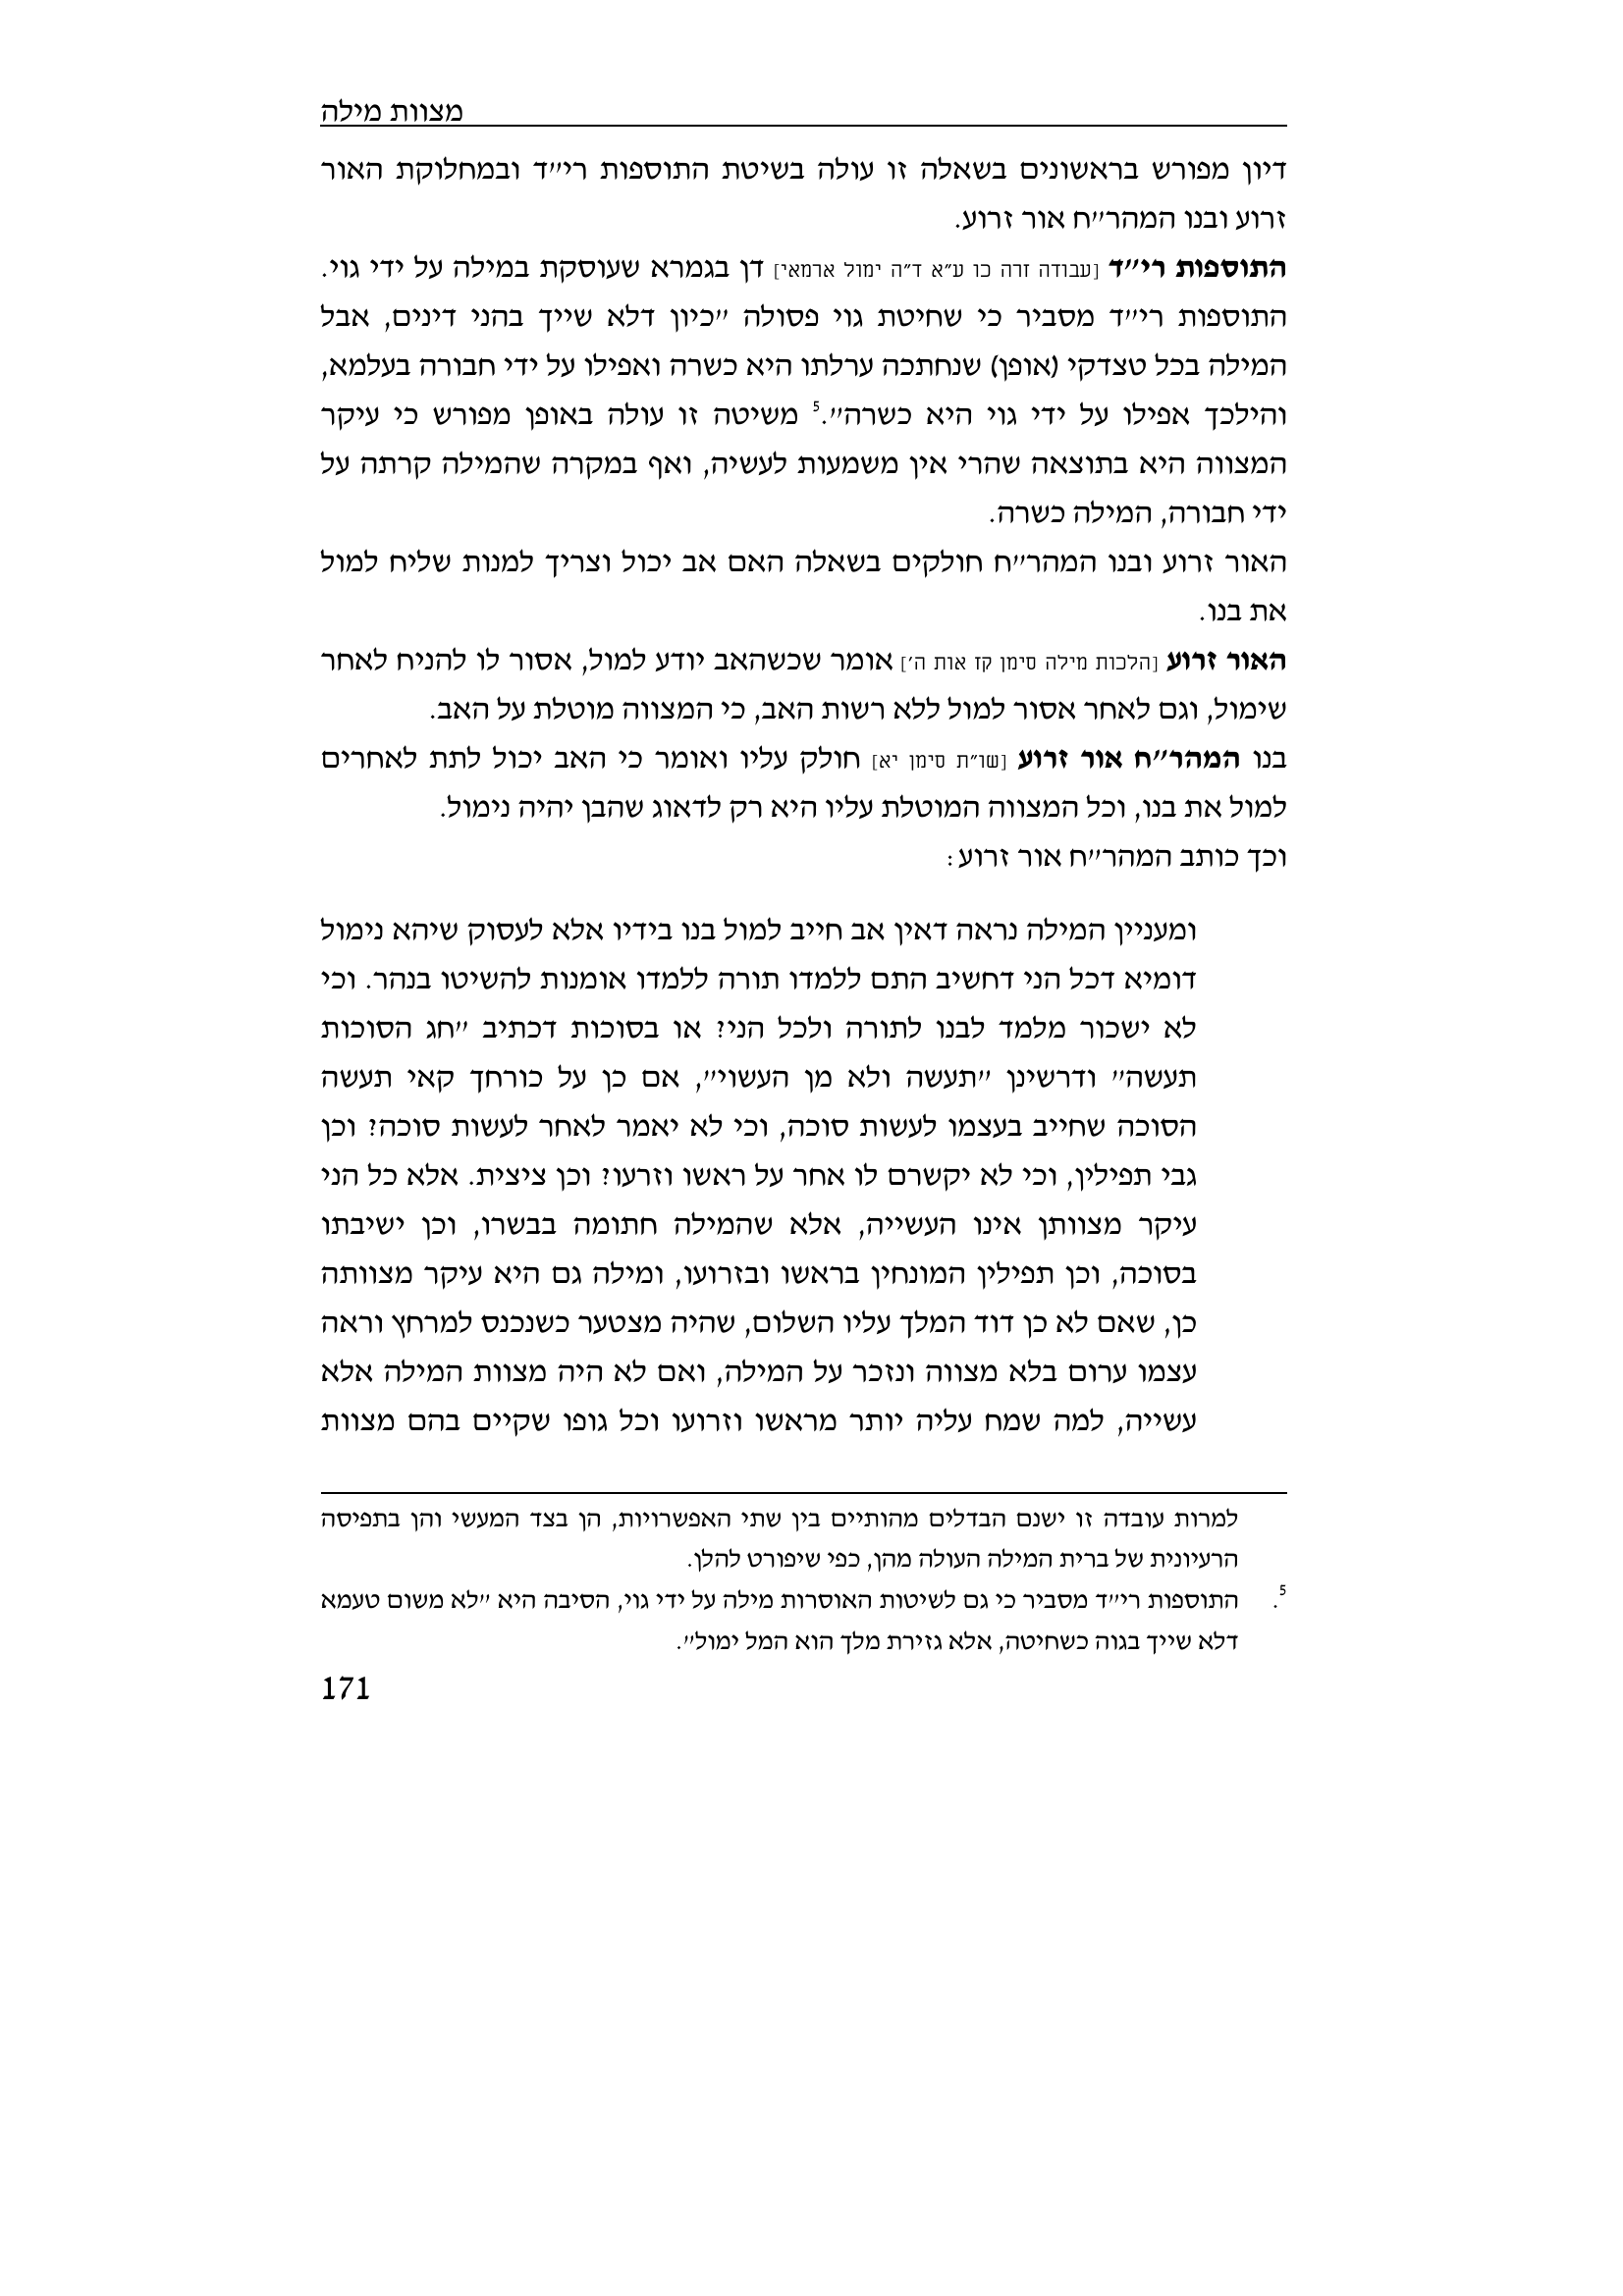 מצוות מילה
דיון מפורש בראשונים בשאלה זו עולה בשיטת התוספות רי״ד ובמחלוקת האור
זרוע ובנו המהר״ח אור זרוע.
התוספות רי״ד [עבודה זרה כו ע״א ד״ה ימול ארמאי] דן בגמרא שעוסקת במילה על ידי גוי.
התוספות רי״ד מסביר כי שחיטת גוי פסולה ״כיון דלא שייך בהני דינים, אבל
המילה בכל טצדקי (אופן) שנחתכה ערלתו היא כשרה ואפילו על ידי חבורה בעלמא,
והילכך אפילו על ידי גוי היא כשרה״.5 משיטה זו עולה באופן מפורש כי עיקר
המצווה היא בתוצאה שהרי אין משמעות לעשיה, ואף במקרה שהמילה קרתה על
ידי חבורה, המילה כשרה.
האור זרוע ובנו המהר״ח חולקים בשאלה האם אב יכול וצריך למנות שליח למול
את בנו.
האור זרוע [הלכות מילה סימן קז אות ה׳] אומר שכשהאב יודע למול, אסור לו להניח לאחר
שימול, וגם לאחר אסור למול ללא רשות האב, כי המצווה מוטלת על האב.
בנו המהר״ח אור זרוע [שו״ת סימן יא] חולק עליו ואומר כי האב יכול לתת לאחרים
למול את בנו, וכל המצווה המוטלת עליו היא רק לדאוג שהבן יהיה נימול.
וכך כותב המהר״ח אור זרוע:
ומעניין המילה נראה דאין אב חייב למול בנו בידיו אלא לעסוק שיהא נימול
דומיא דכל הני דחשיב התם ללמדו תורה ללמדו אומנות להשיטו בנהר. וכי
לא ישכור מלמד לבנו לתורה ולכל הני? או בסוכות דכתיב ״חג הסוכות
תעשה״ ודרשינן ״תעשה ולא מן העשוי״, אם כן על כורחך קאי תעשה
הסוכה שחייב בעצמו לעשות סוכה, וכי לא יאמר לאחר לעשות סוכה? וכן
גבי תפילין, וכי לא יקשרם לו אחר על ראשו וזרעו? וכן ציצית. אלא כל הני
עיקר מצוותן אינו העשייה, אלא שהמילה חתומה בבשרו, וכן ישיבתו
בסוכה, וכן תפילין המונחין בראשו ובזרועו, ומילה גם היא עיקר מצוותה
כן, שאם לא כן דוד המלך עליו השלום, שהיה מצטער כשנכנס למרחץ וראה
עצמו ערום בלא מצווה ונזכר על המילה, ואם לא היה מצוות המילה אלא
עשייה, למה שמח עליה יותר מראשו וזרועו וכל גופו שקיים בהם מצוות
למרות עובדה זו ישנם הבדלים מהותיים בין שתי האפשרויות, הן בצד המעשי והן בתפיסה
הרעיונית של ברית המילה העולה מהן, כפי שיפורט להלן.
5. התוספות רי״ד מסביר כי גם לשיטות האוסרות מילה על ידי גוי, הסיבה היא ״לא משום טעמא
דלא שייך בגוה כשחיטה, אלא גזירת מלך הוא המל ימול״.
171